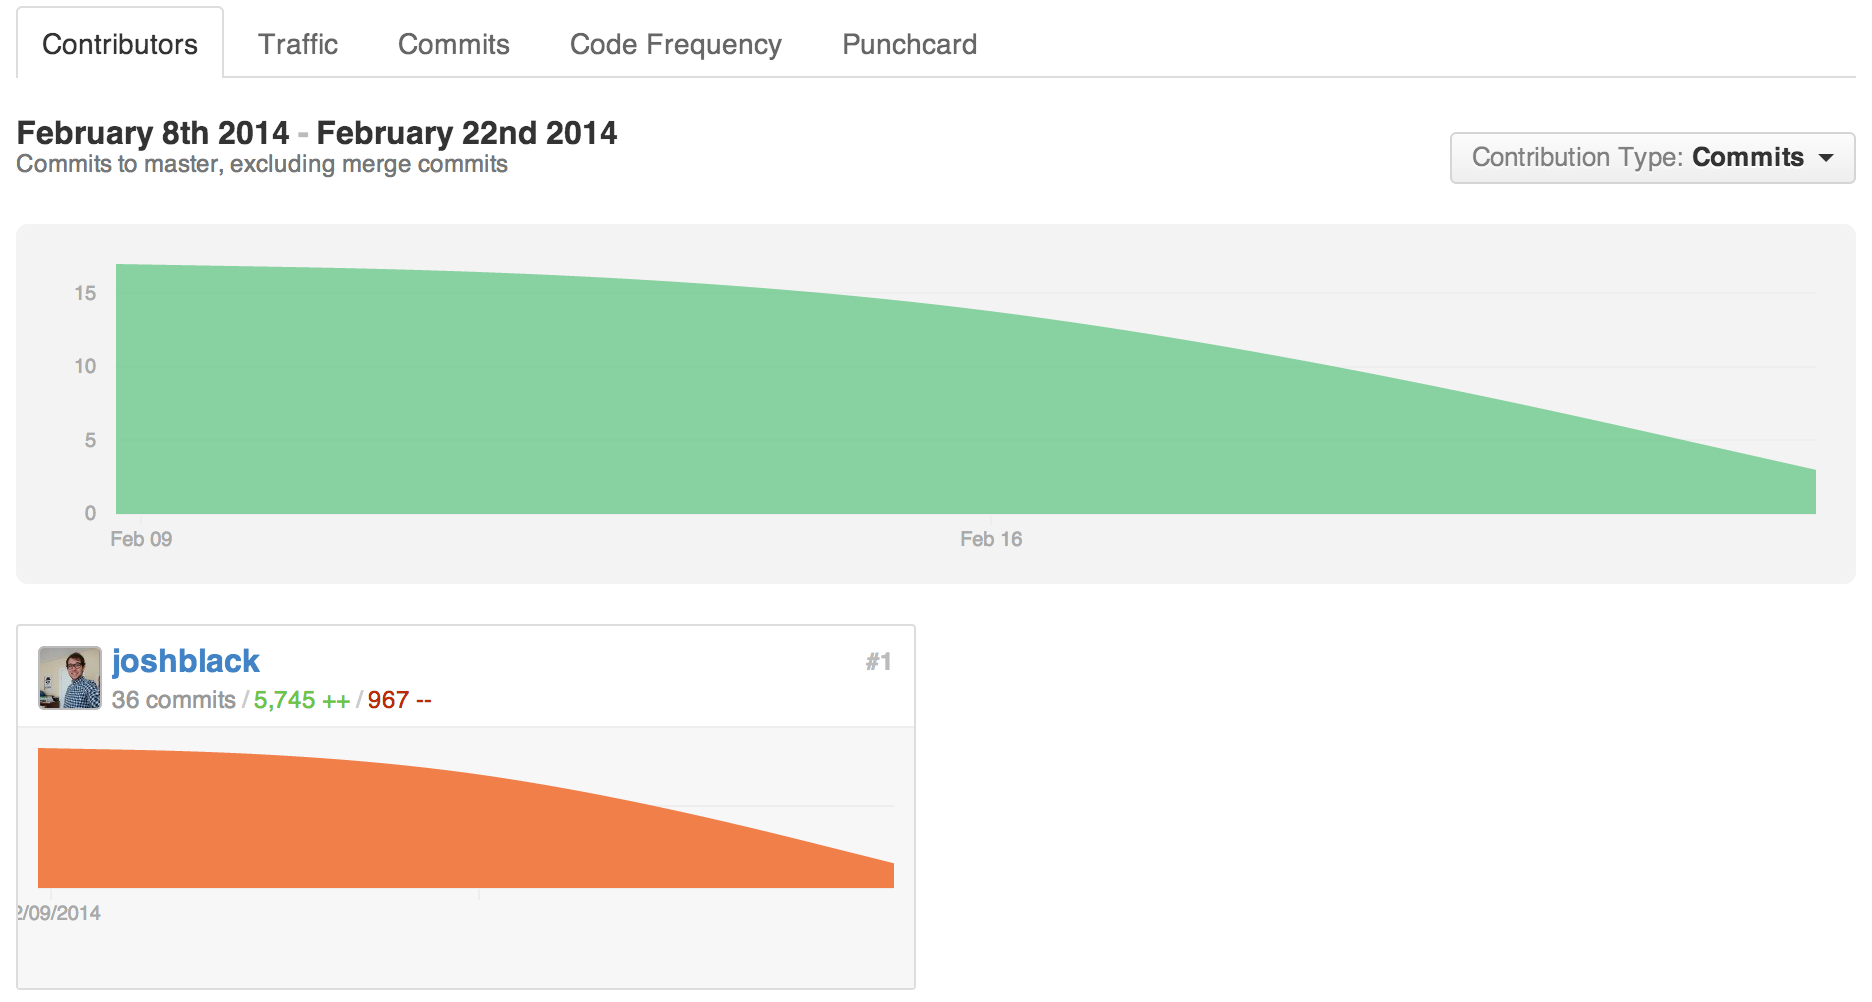 Contributors Traffic Commits Code Frequency Punchcard
February 8th 2014 - February 22nd 2014
Commits to master, excluding merge commits
Contribution Type: Commits
15
10
5
0
Feb 09 Feb 16
joshblack #1
36 commits / 5,745 ++ / 967 --
2/09/2014